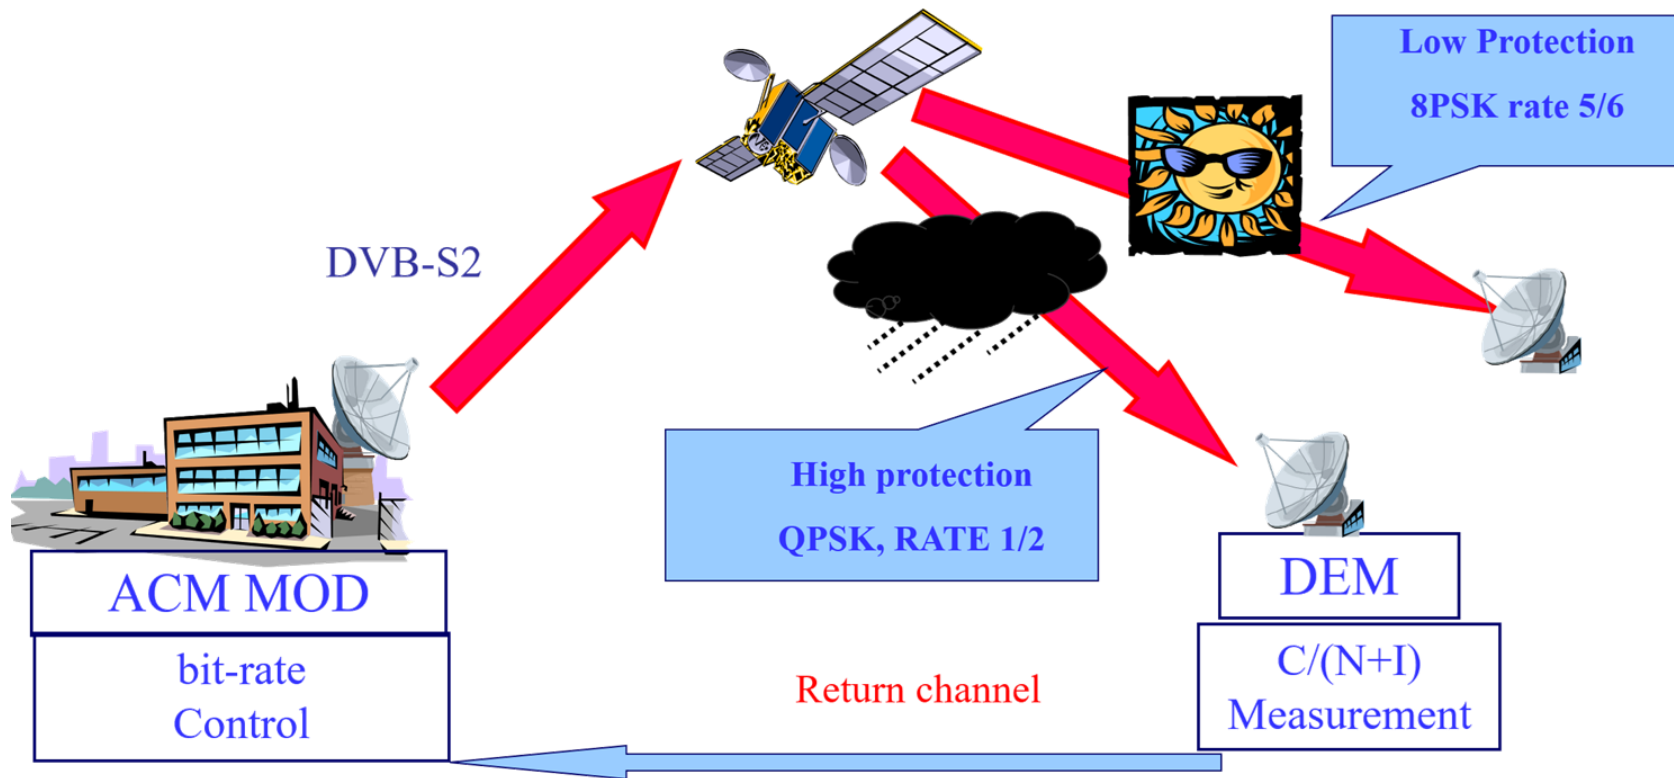 Low Protection
8PSK rate 5/6
DVB-S2
High protection
QPSK, RATE 1/2
ACM MOD
bit-rate
Control
DEM
C/(N+I)
Measurement
Return channel